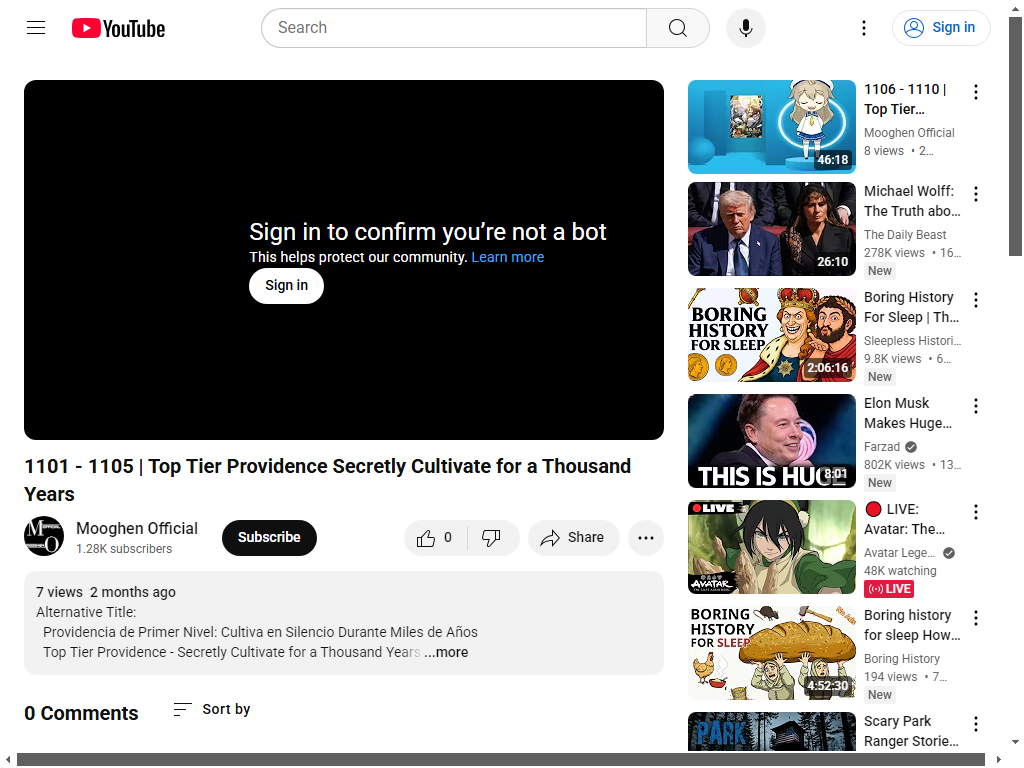 YouTube
Search
Sign in
Sign in to confirm you’re not a bot
This helps protect our community. Learn more
Sign in
1101 - 1105 | Top Tier Providence Secretly Cultivate for a Thousand
Years
Mooghen Official
1.28K subscribers
Subscribe
0
Share
7 views 2 months ago
Alternative Title:
Providencia de Primer Nivel: Cultiva en Silencio Durante Miles de Años
Top Tier Providence - Secretly Cultivate for a Thousand Years ...more
0 Comments
Sort by
46:18
1106 - 1110 |
Top Tier…
Mooghen Official
8 views • 2…
26:10
Michael Wolff:
The Truth abo…
The Daily Beast
278K views • 16…
New
BORING
HISTORY
FOR SLEEP
2:06:16
Boring History
For Sleep | Th…
Sleepless Histori…
9.8K views • 6…
New
THIS IS HUGE
8:01
Elon Musk
Makes Huge…
Farzad
802K views • 13…
New
LIVE
AVATAR
LIVE:
Avatar: The…
Avatar Lege…
48K watching
LIVE
BORING
HISTORY
FOR SLEEP
4:52:30
Boring history
for sleep How…
Boring History
194 views • 7…
New
PARK
Scary Park
Ranger Storie…